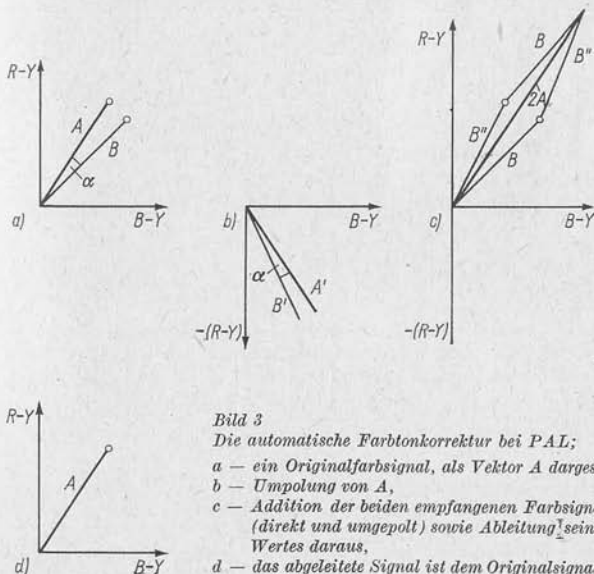 R-Y
A
B
α
a)
B-Y
b)
α
A'
B'
-(R-Y)
R-Y
B
B"
2A
B"
B
c)
B-Y
-(R-Y)
R-Y
A
d)
B-Y
Bild 3
Die automatische Farbtonkorrektur bei PAL;
a — ein Originalfarbsignal, als Vektor A darges
b — Umpolung von A,
c — Addition der beiden empfangenen Farbsign
(direkt und umgepolt) sowie Ableitung sein
Wertes daraus,
d — das abgeleitete Signal ist dem Originalsigna